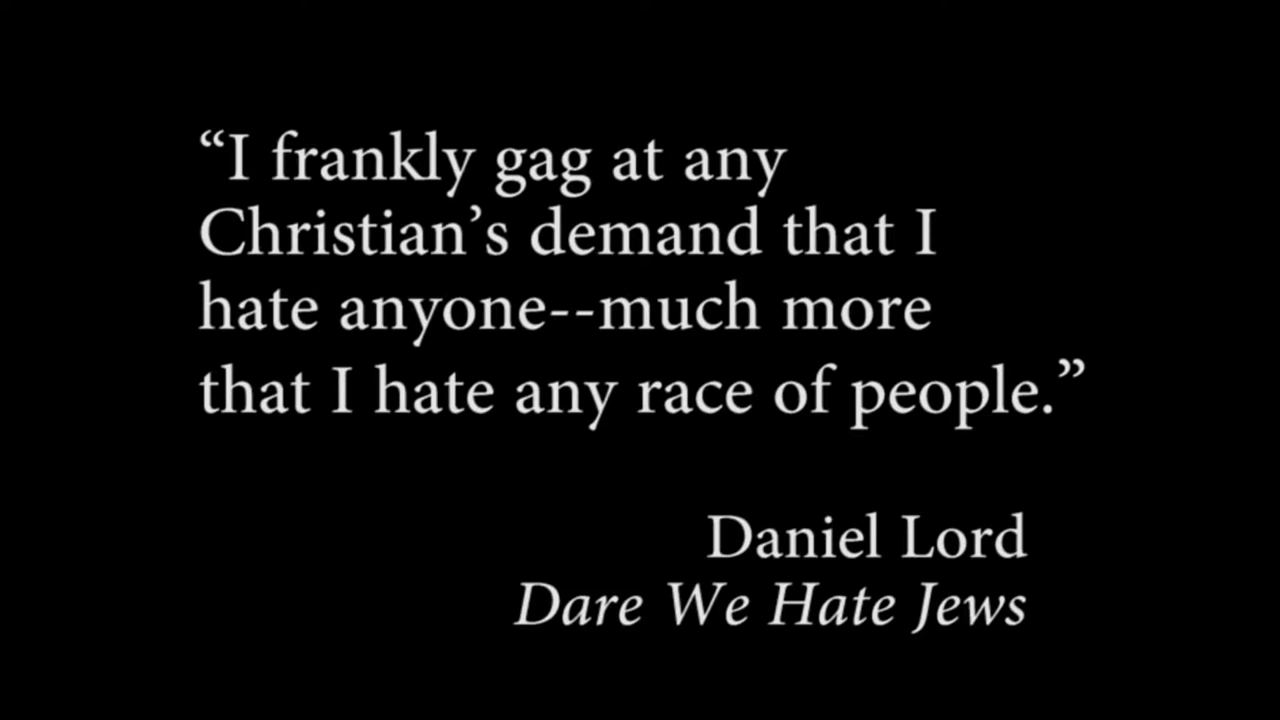 “I frankly gag at any
Christian’s demand that I
hate anyone--much more
that I hate any race of people.”
Daniel Lord
Dare We Hate Jews